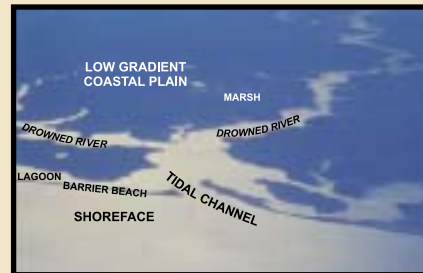 LOW GRADIENT
COASTAL PLAIN
MARSH
DROWNED RIVER
DROWNED RIVER
LAGOON
BARRIER BEACH
TIDAL CHANNEL
SHOREFACE